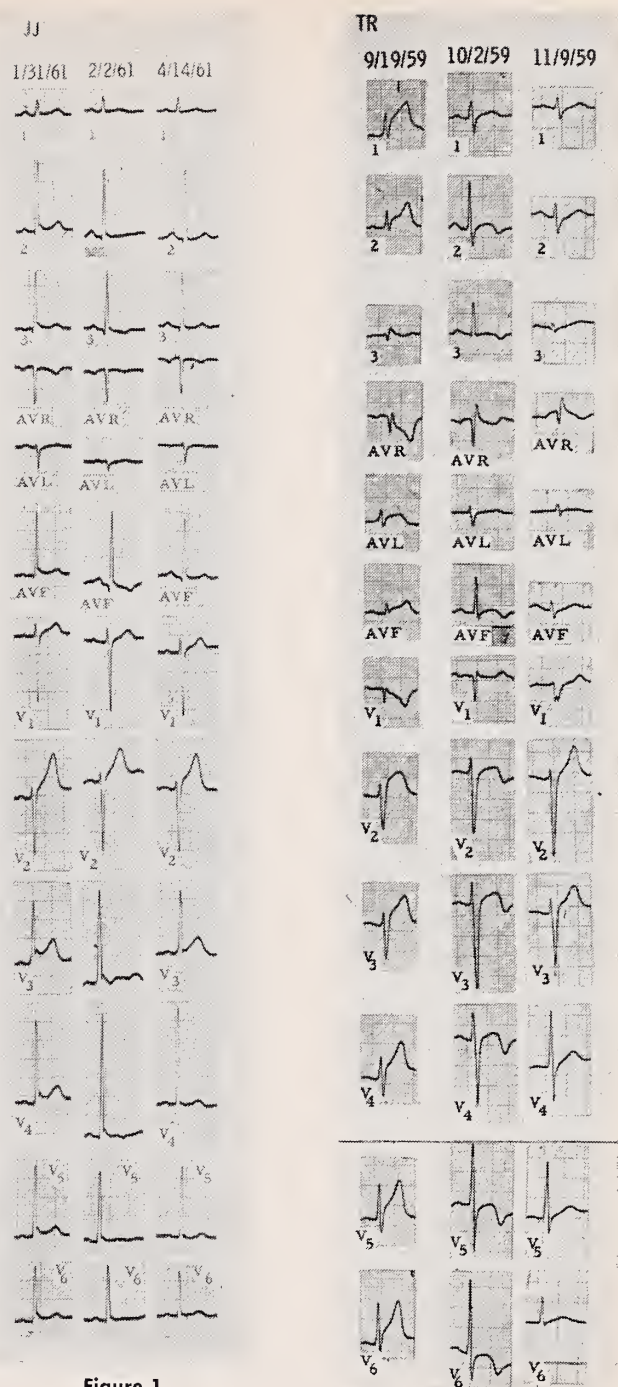 JJ
1/31/61 2/2/61 4/14/61
1 1 1
2 2
3 3 3
AVR AVR AVR
AVL AVL AVL
AVF AVF AVF
V1 V1 V1
V2 V2 V2
V3 V3
V4 V4
V5 V5 V5
V6 V6 V6
Figure 1
TR
9/19/59 10/2/59 11/9/59
1 1 1
2 2 2
3 3 3
AVR AVR AVR
AVL AVL AVL
AVF AVF AVF
V1 V1 V1
V2 V2 V2
V3 V3 V3
V4 V4 V4
V5 V5 V5
V6 V6 V6